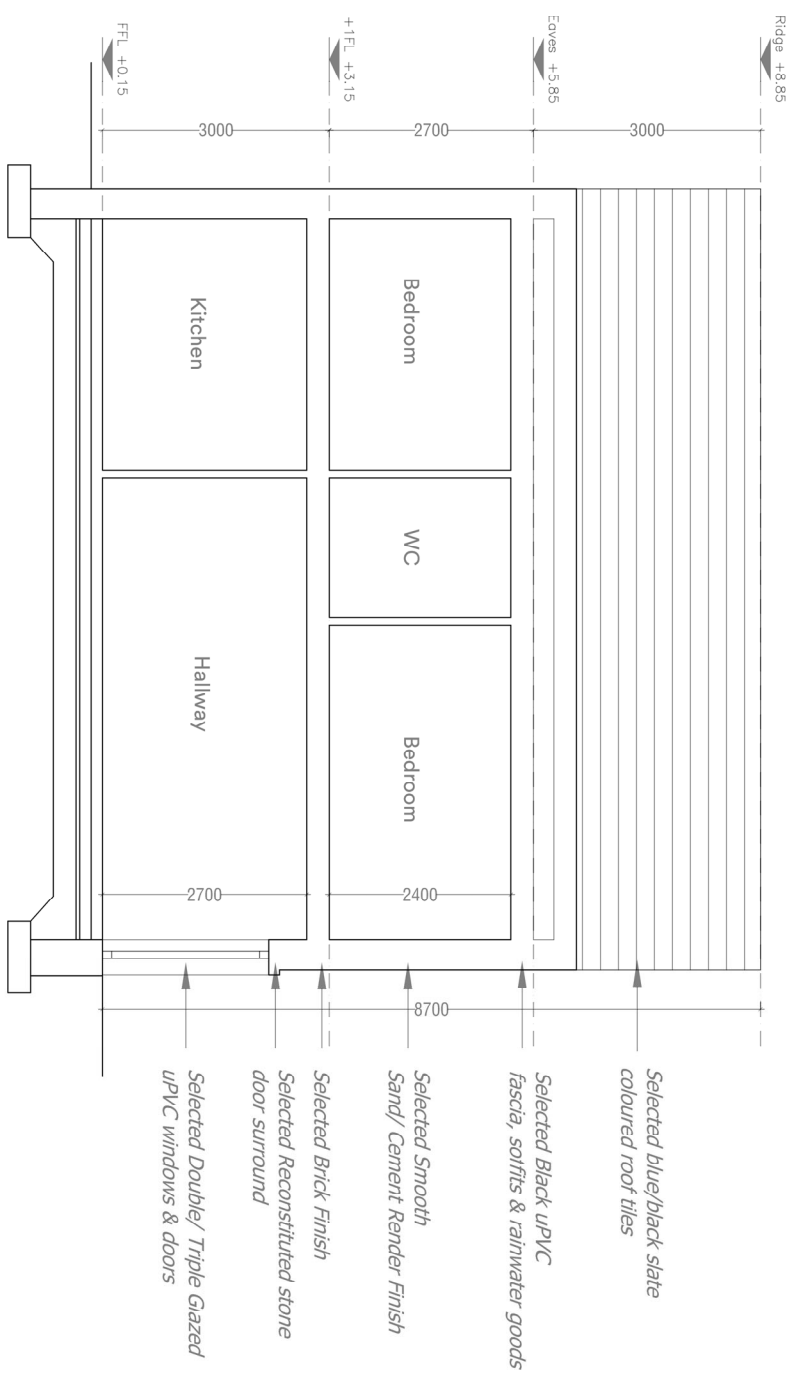 Ridge +8.85
Eaves +5.85
+1FL +3.15
FFL +0.15
3000
2700
3000
Bedroom
WC
Bedroom
2400
Kitchen
Hallway
2700
8700
Selected blue/black slate
coloured roof tiles
Selected Black uPVC
fascia, soffits & rainwater goods
Selected Smooth
Sand/ Cement Render Finish
Selected Brick Finish
Selected Reconstituted stone
door surround
Selected Double/ Triple Glazed
uPVC windows & doors